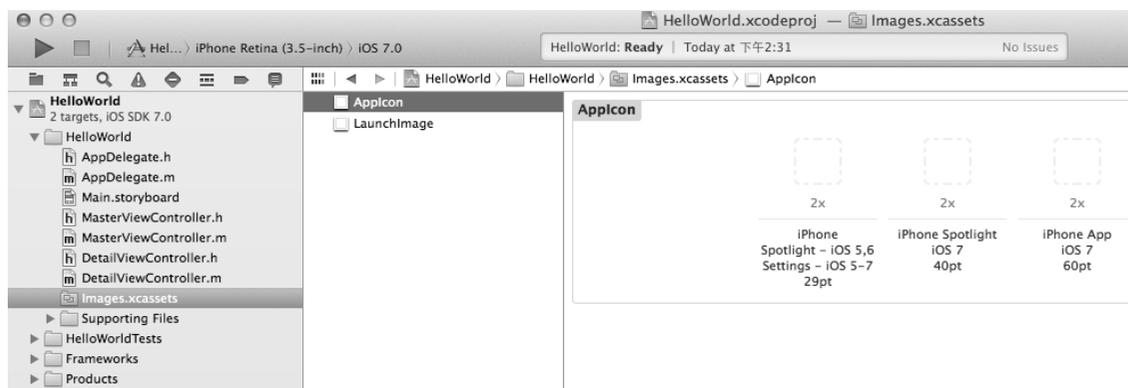 HelloWorld.xcodeproj — Images.xcassets
Hel... 〉 iPhone Retina (3.5-inch) 〉 iOS 7.0
HelloWorld: Ready | Today at 下午2:31
No Issues
HelloWorld 〉 HelloWorld 〉 Images.xcassets 〉 AppIcon
HelloWorld
2 targets, iOS SDK 7.0
HelloWorld
h AppDelegate.h
m AppDelegate.m
Main.storyboard
h MasterViewController.h
m MasterViewController.m
h DetailViewController.h
m DetailViewController.m
Images.xcassets
Supporting Files
HelloWorldTests
Frameworks
Products
AppIcon
LaunchImage
AppIcon
2x
iPhone
Spotlight – iOS 5,6
Settings – iOS 5–7
29pt
2x
iPhone Spotlight
iOS 7
40pt
2x
iPhone App
iOS 7
60pt